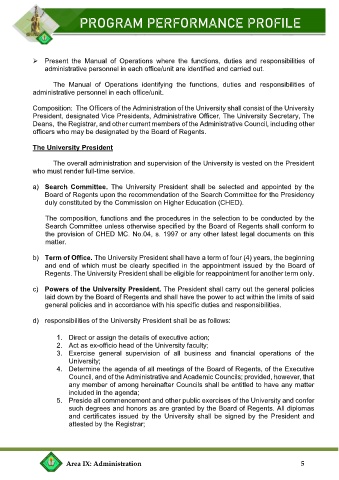 PROGRAM PERFORMANCE PROFILE
➢ Present the Manual of Operations where the functions, duties and responsibilities of
administrative personnel in each office/unit are identified and carried out.
The Manual of Operations identifying the functions, duties and responsibilities of
administrative personnel in each office/unit.
Composition: The Officers of the Administration of the University shall consist of the University
President, designated Vice Presidents, Administrative Officer, The University Secretary, The
Deans, the Registrar, and other current members of the Administrative Council, including other
officers who may be designated by the Board of Regents.
The University President
The overall administration and supervision of the University is vested on the President
who must render full-time service.
a) Search Committee. The University President shall be selected and appointed by the
Board of Regents upon the recommendation of the Search Committee for the Presidency
duly constituted by the Commission on Higher Education (CHED).
The composition, functions and the procedures in the selection to be conducted by the
Search Committee unless otherwise specified by the Board of Regents shall conform to
the provision of CHED MC. No.04, s. 1997 or any other latest legal documents on this
matter.
b) Term of Office. The University President shall have a term of four (4) years, the beginning
and end of which must be clearly specified in the appointment issued by the Board of
Regents. The University President shall be eligible for reappointment for another term only.
c) Powers of the University President. The President shall carry out the general policies
laid down by the Board of Regents and shall have the power to act within the limits of said
general policies and in accordance with his specific duties and responsibilities.
d) responsibilities of the University President shall be as follows:
1. Direct or assign the details of executive action;
2. Act as ex-officio head of the University faculty;
3. Exercise general supervision of all business and financial operations of the
University;
4. Determine the agenda of all meetings of the Board of Regents, of the Executive
Council, and of the Administrative and Academic Councils; provided, however, that
any member of among hereinafter Councils shall be entitled to have any matter
included in the agenda;
5. Preside all commencement and other public exercises of the University and confer
such degrees and honors as are granted by the Board of Regents. All diplomas
and certificates issued by the University shall be signed by the President and
attested by the Registrar;
Area IX: Administration 5